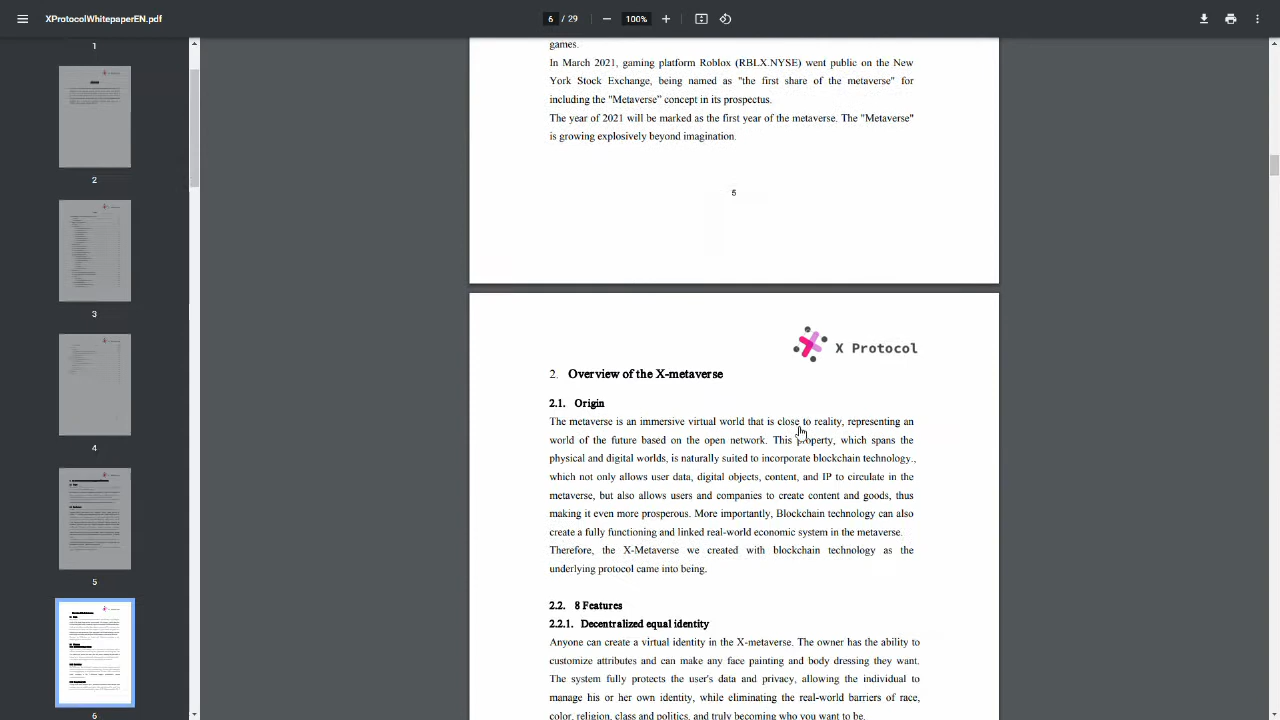 XProtocolWhitepaperEN.pdf
6 / 29
100%
1
2
3
4
5
6
games.
In March 2021, gaming platform Roblox (RBLX.NYSE) went public on the New
York Stock Exchange, being named as "the first share of the metaverse" for
including the "Metaverse" concept in its prospectus.
The year of 2021 will be marked as the first year of the metaverse. The "Metaverse"
is growing explosively beyond imagination.
5
X Protocol
2. Overview of the X-metaverse
2.1. Origin
The metaverse is an immersive virtual world that is close to reality, representing an
world of the future based on the open network. This property, which spans the
physical and digital worlds, is naturally suited to incorporate blockchain technology.,
which not only allows user data, digital objects, content, and IP to circulate in the
metaverse, but also allows users and companies to create content and goods, thus
making it even more prosperous. More importantly, Blockchain technology can also
create a fully functioning and linked real-world economic system in the metaverse.
Therefore, the X-Metaverse we created with blockchain technology as the
underlying protocol came into being.
2.2. 8 Features
2.2.1. Decentralized equal identity
Anyone can create a virtual identity in the X-metaverse. The owner has the ability to
customize attributes and can make any face painting and body dressing they want.
The system fully protects the user's data and privacy, allowing the individual to
manage his or her own identity, while eliminating the real-world barriers of race,
color, religion, class and politics, and truly becoming who you want to be.